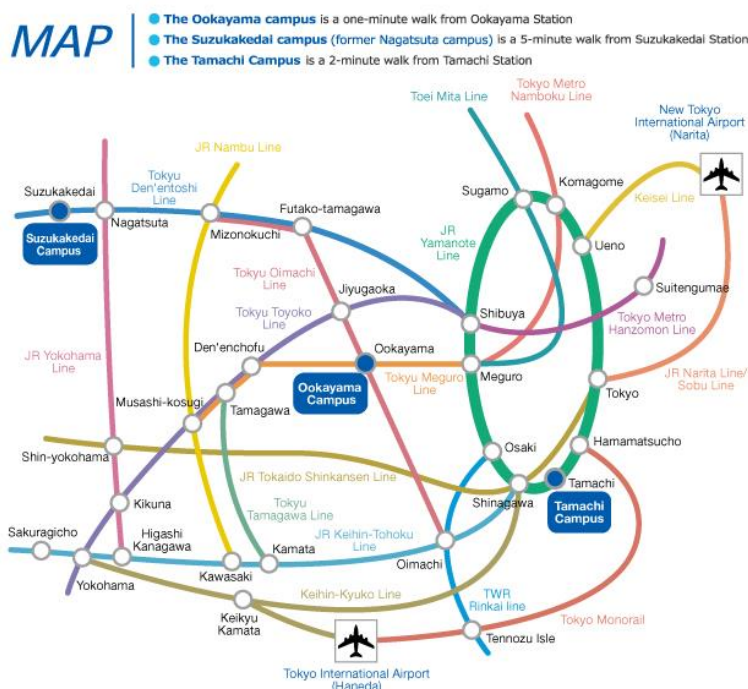 MAP
The Ookayama campus is a one-minute walk from Ookayama Station
The Suzukakedai campus (former Nagatsuta campus) is a 5-minute walk from Suzukakedai Station
The Tamachi Campus is a 2-minute walk from Tamachi Station
Toei Mita Line
Tokyo Metro
Namboku Line
New Tokyo
International Airport
(Narita)
JR Nambu Line
Suzukakedai
Tokyu
Den'entoshi
Line
Sugamo
Komagome
Keisei Line
Nagatsuta
Mizonokuchi
Futako-tamagawa
Suzukakedai
Campus
JR
Yamanote
Line
Ueno
Tokyu Oimachi
Line
Jiyugaoka
Suitengumae
Tokyu Toyoko
Line
Shibuya
Tokyo Metro
Hanzomon Line
Den'enchofu
Ookayama
JR Yokohama
Line
Ookayama
Campus
Tokyu Meguro
Line
Meguro
Tokyo
JR Narita Line/
Sobu Line
Musashi-kosugi
Tamagawa
Shin-yokohama
Osaki
Hamamatsucho
JR Tokaido Shinkansen Line
Shinagawa
Tamachi
Kikuna
Tokyu
Tamagawa Line
Tamachi
Campus
Sakuragicho
Higashi
Kanagawa
JR Keihin-Tohoku
Line
Kamata
Oimachi
Yokohama
Kawasaki
Keihin-Kyuko Line
TWR
Rinkai line
Keikyu
Kamata
Tokyo Monorail
Tennozu Isle
Tokyo International Airport
(Haneda)